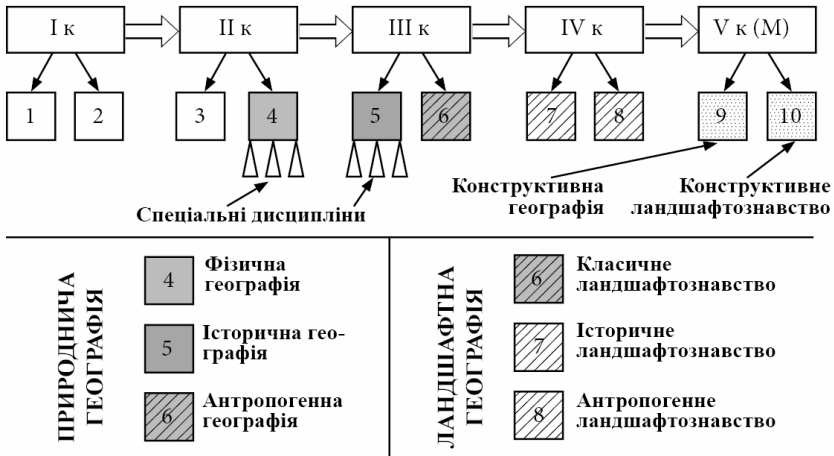 І к
ІІ к
ІІІ к
IV к
V к (М)
1
2
3
4
5
6
7
8
9
10
Спеціальні дисципліни
Конструктивна
географія
Конструктивне
ландшафтознавство
ПРИРОДНИЧА
ГЕОГРАФІЯ
4
Фізична
географія
5
Історична гео-
графія
6
Антропогенна
географія
ЛАНДШАФТНА
ГЕОГРАФІЯ
6
Класичне
ландшафтознавство
7
Історичне
ландшафтознавство
8
Антропогенне
ландшафтознавство